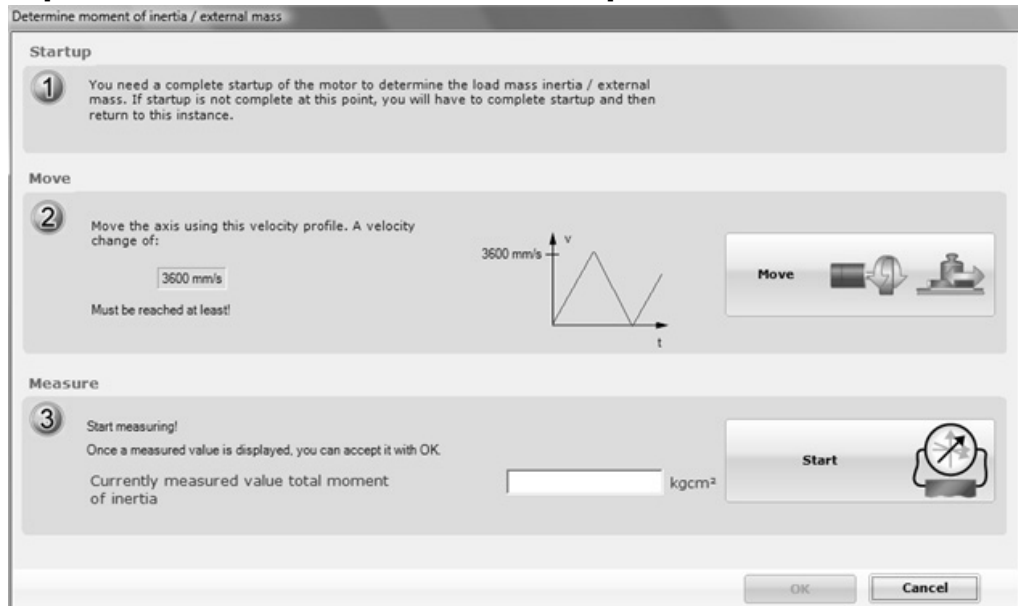 Determine moment of inertia / external mass
Startup
1
You need a complete startup of the motor to determine the load mass inertia / external
mass. If startup is not complete at this point, you will have to complete startup and then
return to this instance.
Move
2
Move the axis using this velocity profile. A velocity
change of:
3600 mm/s
Must be reached at least!
3600 mm/s
v
t
Move
Measure
3
Start measuring!
Once a measured value is displayed, you can accept it with OK.
Currently measured value total moment
of inertia
kgcm²
Start
OK
Cancel